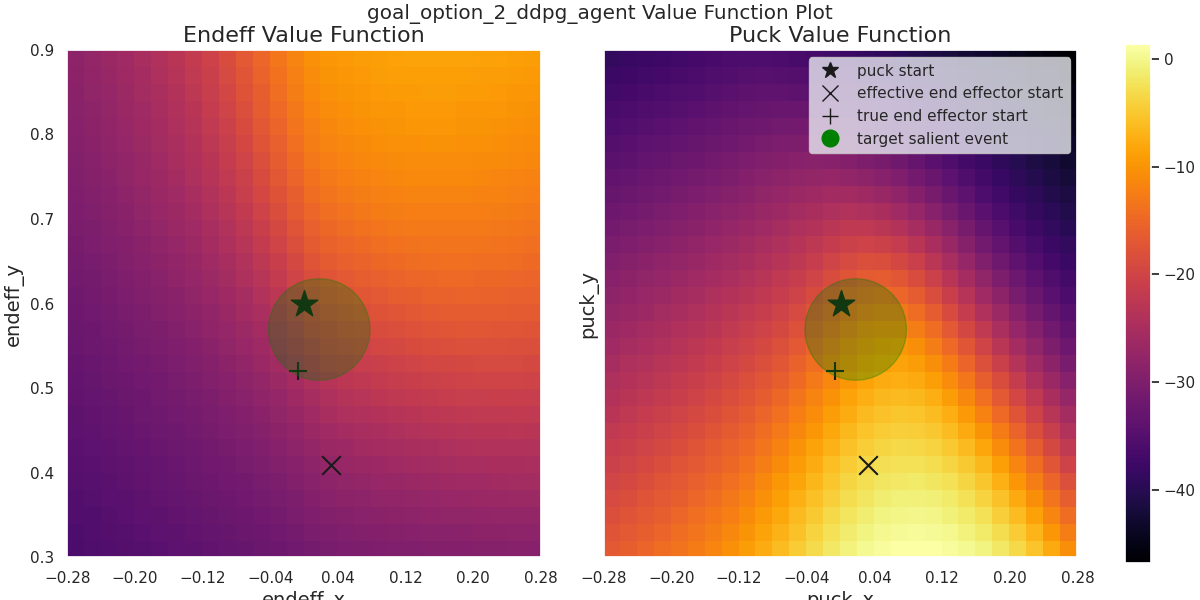 goal_option_2_ddpg_agent Value Function Plot
Endeff Value Function
Puck Value Function
0.9
0.8
0.7
0.6
0.5
0.4
0.3
endeff_y
−0.28 −0.20 −0.12 −0.04 0.04 0.12 0.20 0.28
endeff_x
puck start
effective end effector start
true end effector start
target salient event
puck_y
−0.28 −0.20 −0.12 −0.04 0.04 0.12 0.20 0.28
puck_x
0
−10
−20
−30
−40